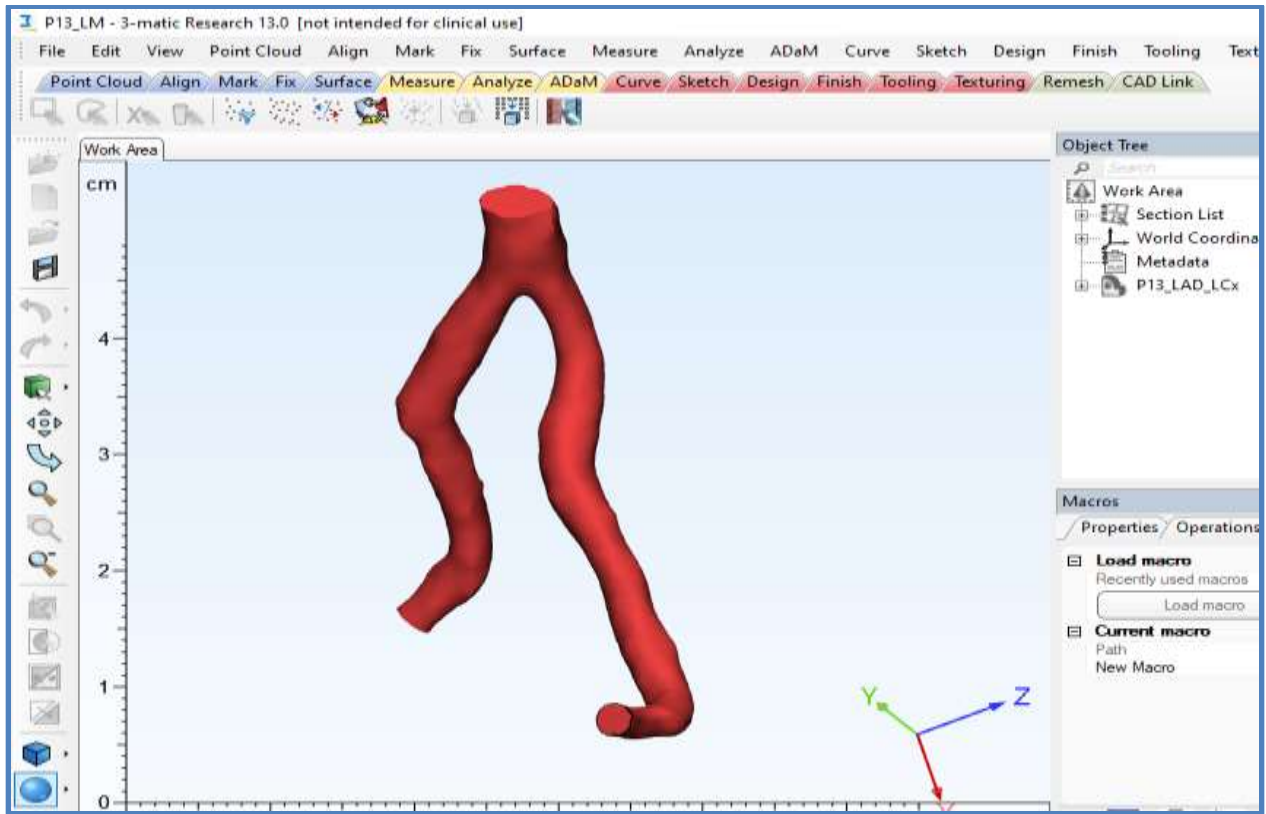 P13_LM - 3-matic Research 13.0 [not intended for clinical use]
File Edit View Point Cloud Align Mark Fix Surface Measure Analyze ADaM Curve Sketch Design Finish Tooling Text
Point Cloud Align Mark Fix Surface Measure Analyze ADaM Curve Sketch Design Finish Tooling Texturing Remesh CAD Link
Work Area
cm
4
3
2
1
0
Y
Z
Object Tree
Search
Work Area
Section List
World Coordina
Metadata
P13_LAD_LCx
Macros
Properties Operations
Load macro
Recently used macros
Load macro
Current macro
Path
New Macro